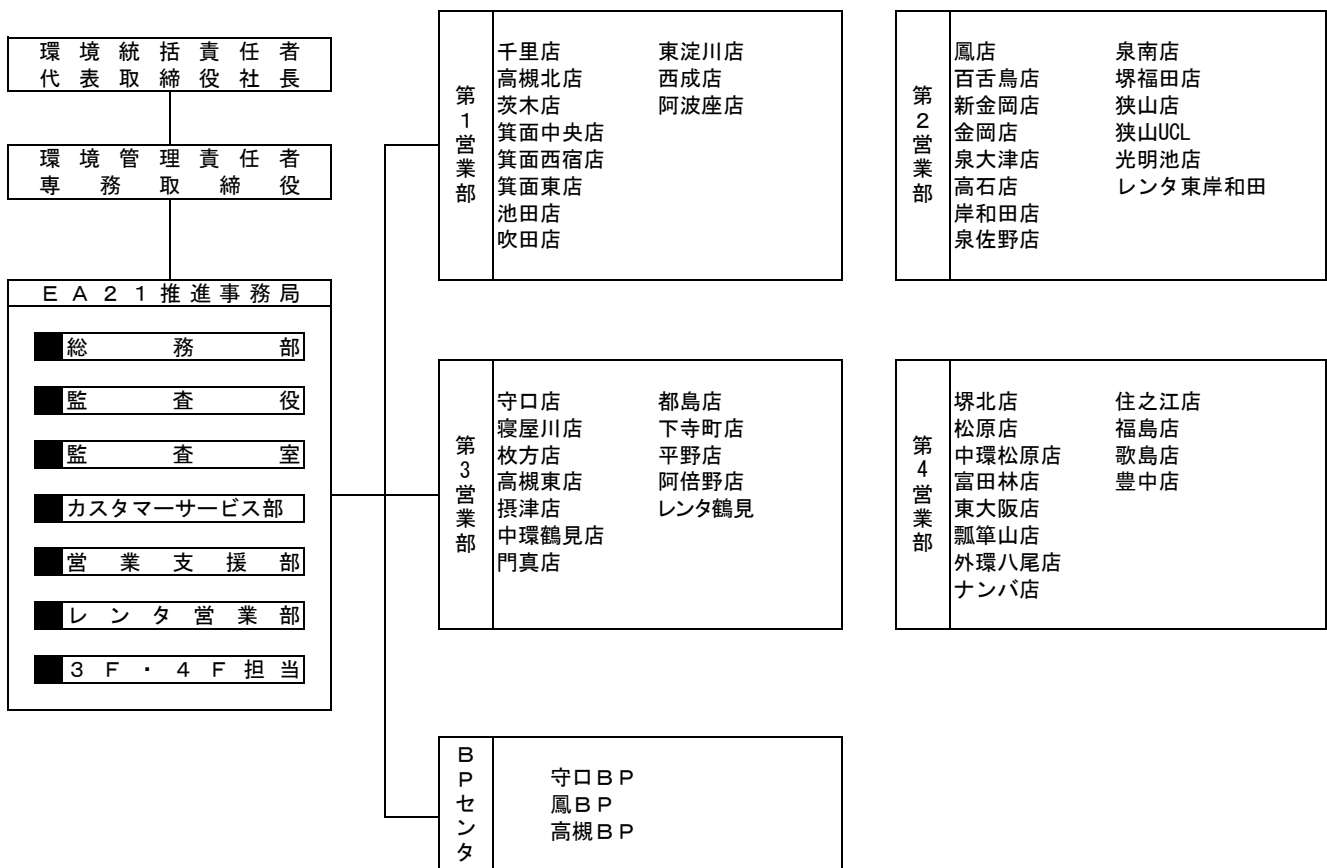 環境統括責任者
代表取締役社長
環境管理責任者
専務取締役
ＥＡ２１推進事務局
総務部
監査役
監査室
カスタマーサービス部
営業支援部
レンタ営業部
３Ｆ・４Ｆ担当
第1営業部
千里店
高槻北店
茨木店
箕面中央店
箕面西宿店
箕面東店
池田店
吹田店
東淀川店
西成店
阿波座店
第2営業部
鳳店
百舌鳥店
新金岡店
金岡店
泉大津店
高石店
岸和田店
泉佐野店
泉南店
堺福田店
狭山店
狭山UCL
光明池店
レンタ東岸和田
第3営業部
守口店
寝屋川店
枚方店
高槻東店
摂津店
中環鶴見店
門真店
都島店
下寺町店
平野店
阿倍野店
レンタ鶴見
第4営業部
堺北店
松原店
中環松原店
富田林店
東大阪店
瓢箪山店
外環八尾店
ナンバ店
住之江店
福島店
歌島店
豊中店
ＢＰセンタ
守口ＢＰ
鳳ＢＰ
高槻ＢＰ